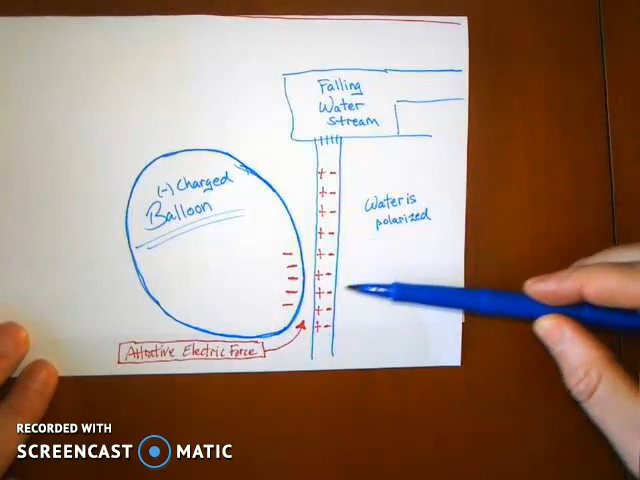 Falling
Water
Stream
(-) Charged
Balloon
Water is
polarized
+ -
+ -
+ -
+ -
+ -
+ -
+ -
+ -
Attractive Electric Force
RECORDED WITH
SCREENCAST MATIC